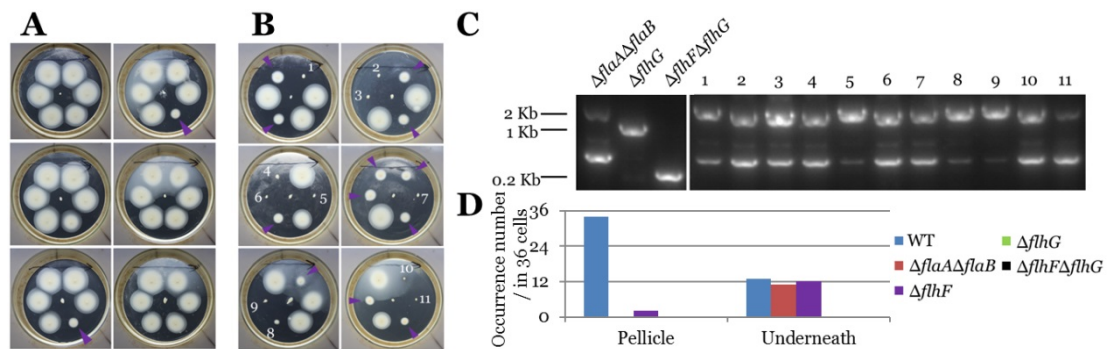 A
B
C
1
2
3
4
5
6
7
8
9
10
11
ΔflaAΔflaB
ΔflhG
ΔflhFΔflhG
1 2 3 4 5 6 7 8 9 10 11
2 Kb
1 Kb
0.2 Kb
D
Occurrence number
/ in 36 cells
36
24
12
0
Pellicle
Underneath
WT
ΔflhG
ΔflaAΔflaB
ΔflhFΔflhG
ΔflhF